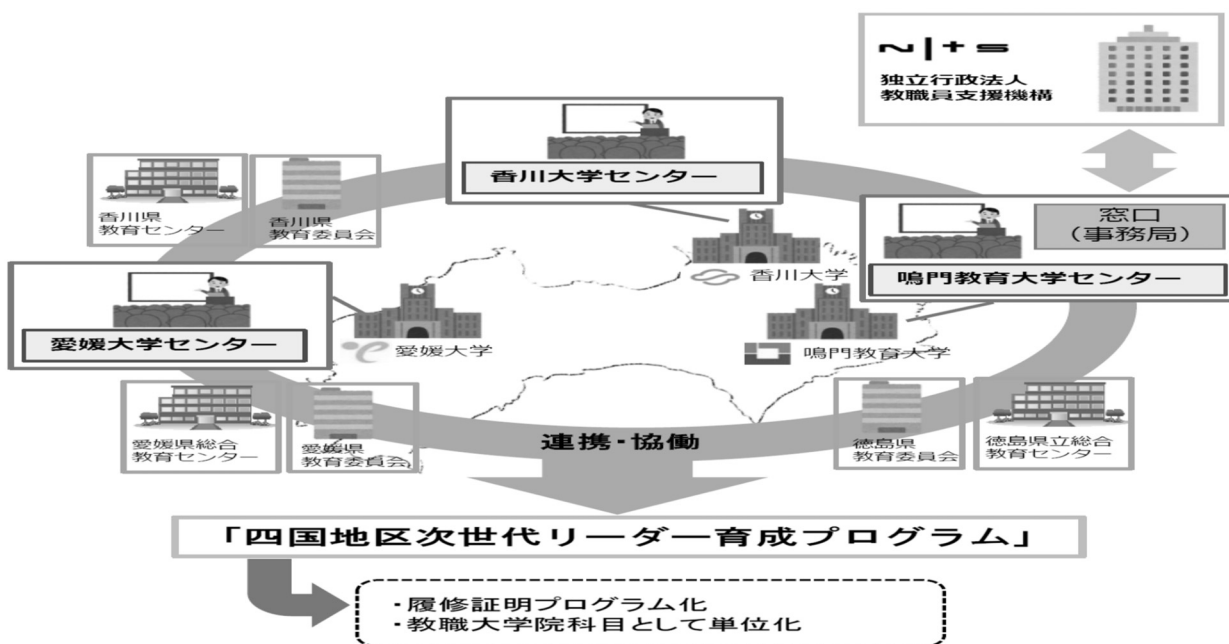 NITS
独立行政法人
教職員支援機構
香川大学センター
香川県
教育センター
香川県
教育委員会
窓口
（事務局）
鳴門教育大学センター
香川大学
愛媛大学センター
愛媛大学
鳴門教育大学
愛媛県総合
教育センター
愛媛県
教育委員会
連携・協働
徳島県
教育委員会
徳島県立総合
教育センター
「四国地区次世代リーダー育成プログラム」
・履修証明プログラム化
・教職大学院科目として単位化